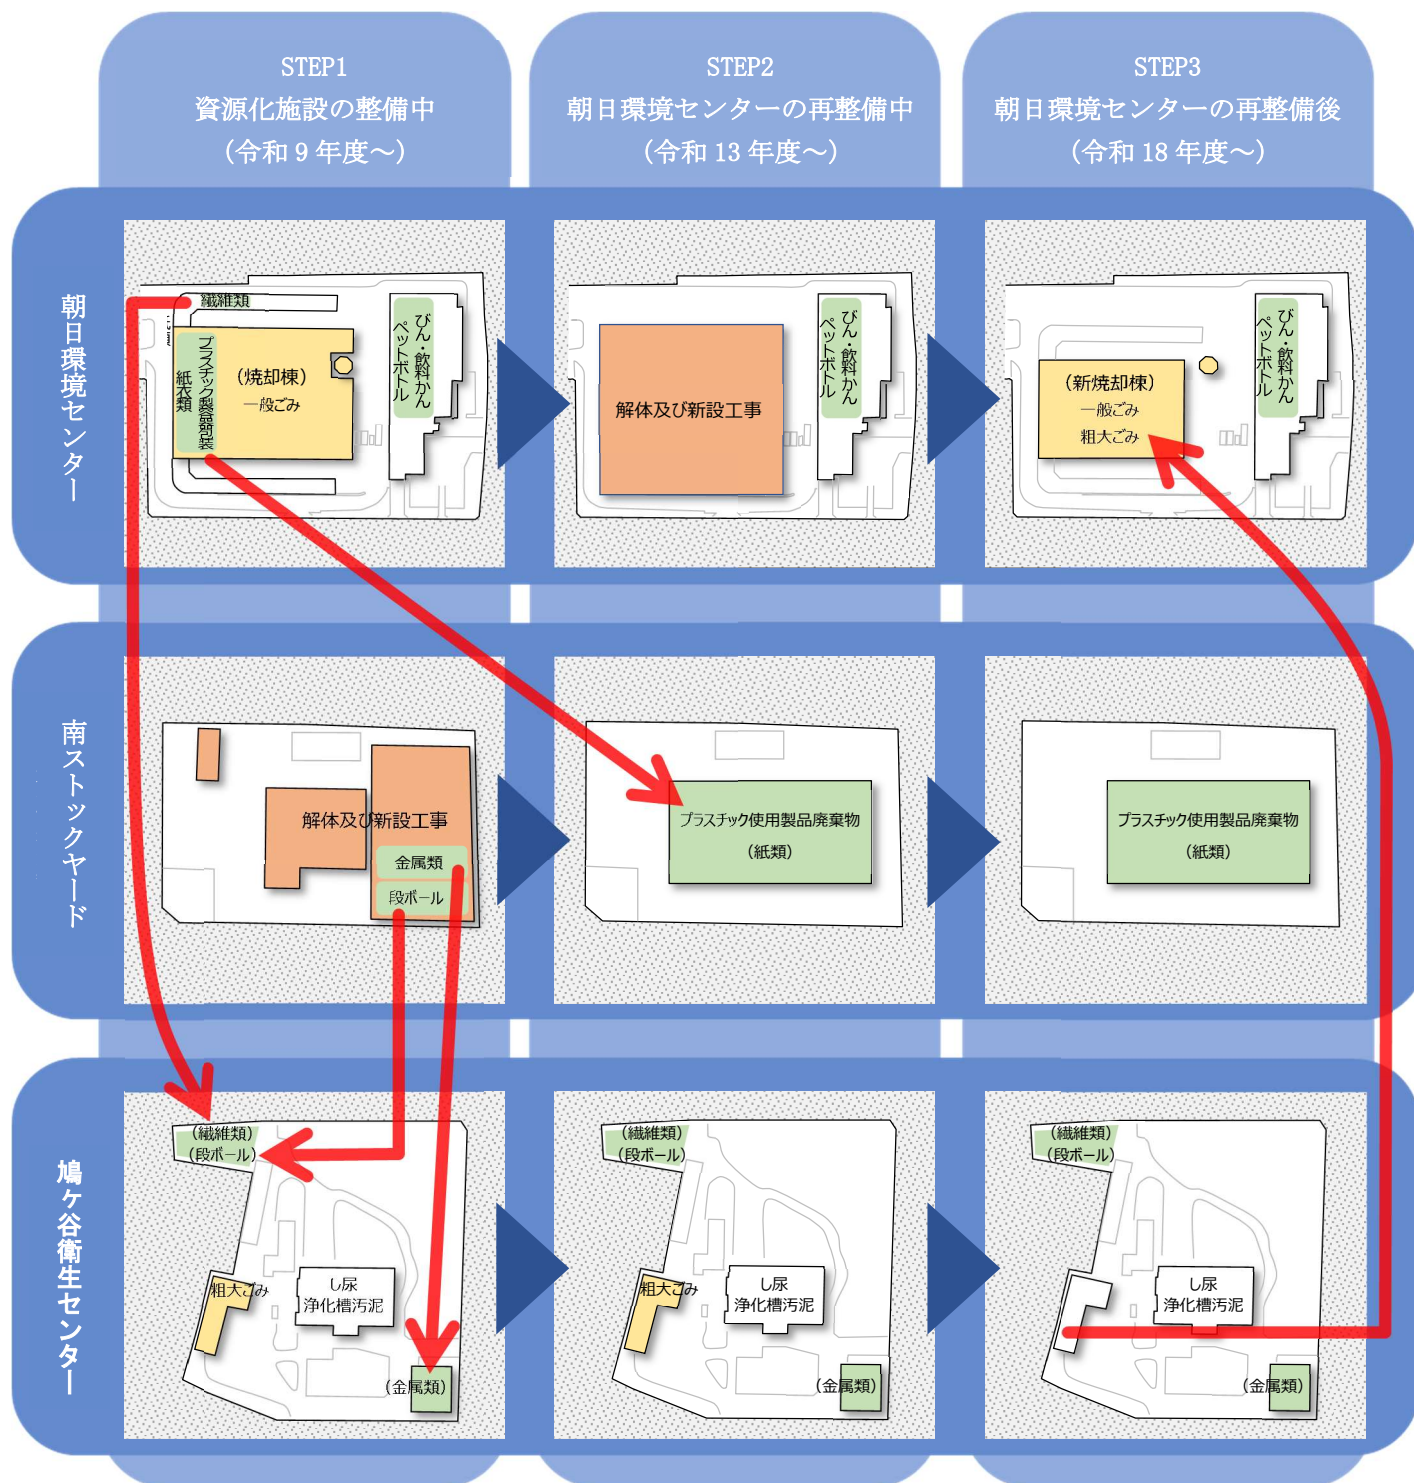 STEP1
資源化施設の整備中
（令和 9 年度～）
STEP2
朝日環境センターの再整備中
（令和 13 年度～）
STEP3
朝日環境センターの再整備後
（令和 18 年度～）
朝日環境センター
繊維類
プラスチック製容器包装
紙衣類
（焼却棟）
一般ごみ
びん・飲料かん
ペットボトル
解体及び新設工事
びん・飲料かん
ペットボトル
（新焼却棟）
一般ごみ
粗大ごみ
びん・飲料かん
ペットボトル
南ストックヤード
解体及び新設工事
金属類
段ボール
プラスチック使用製品廃棄物
（紙類）
プラスチック使用製品廃棄物
（紙類）
鳩ヶ谷衛生センター
（繊維類）
（段ボール）
粗大ごみ
し尿
浄化槽汚泥
（金属類）
（繊維類）
（段ボール）
粗大ごみ
し尿
浄化槽汚泥
（金属類）
（繊維類）
（段ボール）
し尿
浄化槽汚泥
（金属類）